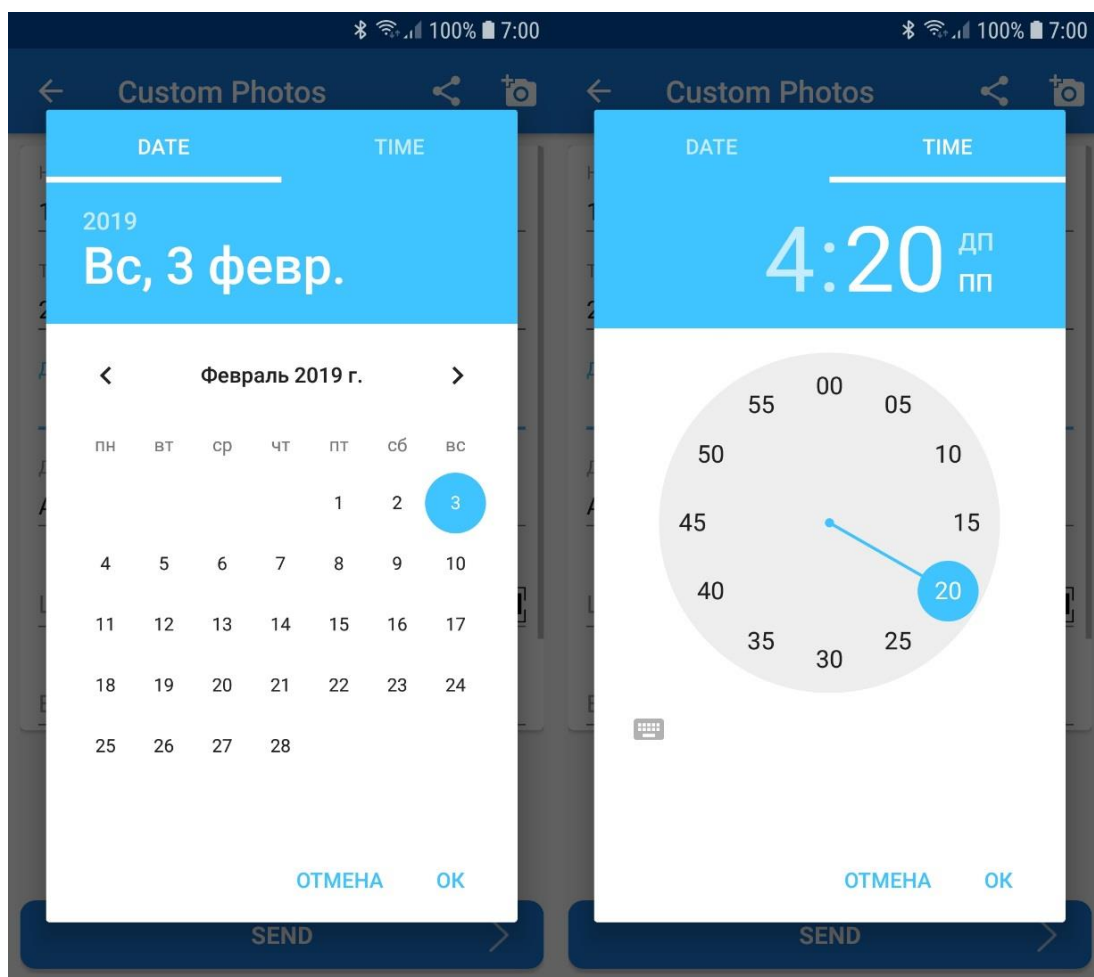 100% 7:00
Custom Photos
DATE TIME
2019
Вс, 3 февр.
Февраль 2019 г.
пн вт ср чт пт сб вс
1 2 3
4 5 6 7 8 9 10
11 12 13 14 15 16 17
18 19 20 21 22 23 24
25 26 27 28
ОТМЕНА ОК
SEND
100% 7:00
Custom Photos
DATE TIME
4:20 ДП
ПП
00
55 05
50 10
45 15
40 20
35 25
30
ОТМЕНА ОК
SEND